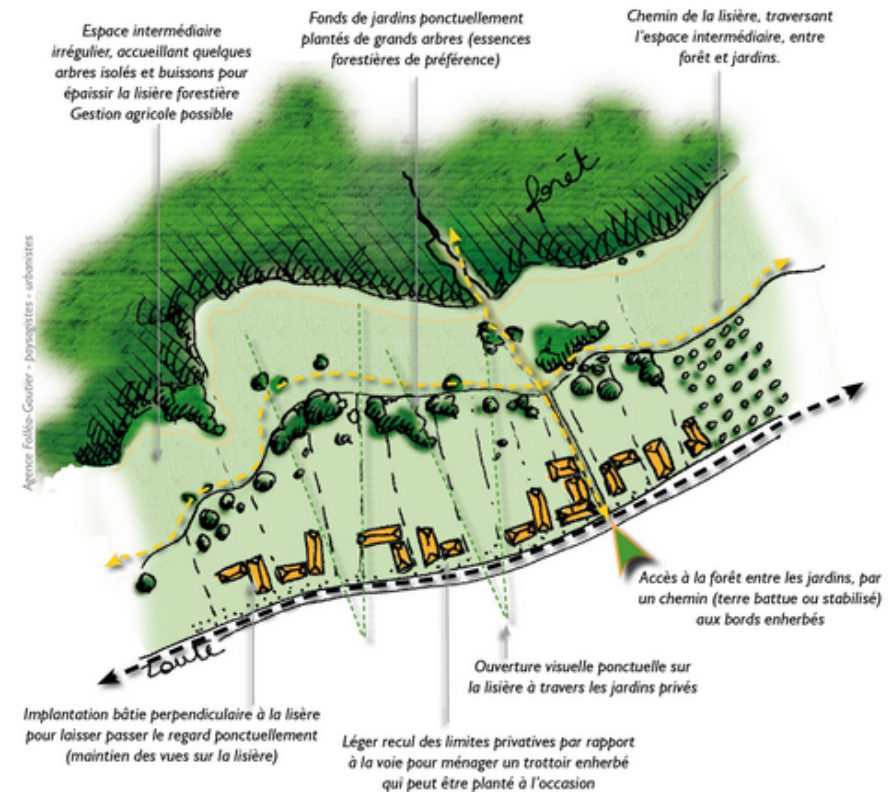 Espace intermédiaire
irrégulier, accueillant quelques
arbres isolés et buissons pour
épaissir la lisière forestière
Gestion agricole possible
Fonds de jardins ponctuellement
plantés de grands arbres (essences
forestières de préférence)
Chemin de la lisière, traversant
l'espace intermédiaire, entre
forêt et jardins.
forêt
Agence Folléa-Gautier - paysagistes - urbanistes
Accès à la forêt entre les jardins, par
un chemin (terre battue ou stabilisé)
aux bords enherbés
route
Ouverture visuelle ponctuelle sur
la lisière à travers les jardins privés
Implantation bâtie perpendiculaire à la lisère
pour laisser passer le regard ponctuellement
(maintien des vues sur la lisière)
Léger recul des limites privatives par rapport
à la voie pour ménager un trottoir enherbé
qui peut être planté à l'occasion